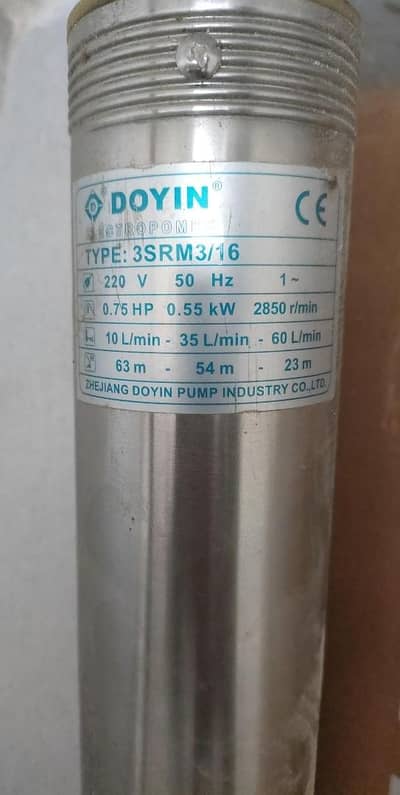 DOYIN®
CE
ELECTROPOMPE
TYPE: 3SRM3/16
220 V 50 Hz 1~
0.75 HP 0.55 kW 2850 r/min
10 L/min - 35 L/min - 60 L/min
63 m - 54 m - 23 m
ZHEJIANG DOYIN PUMP INDUSTRY CO.,LTD.